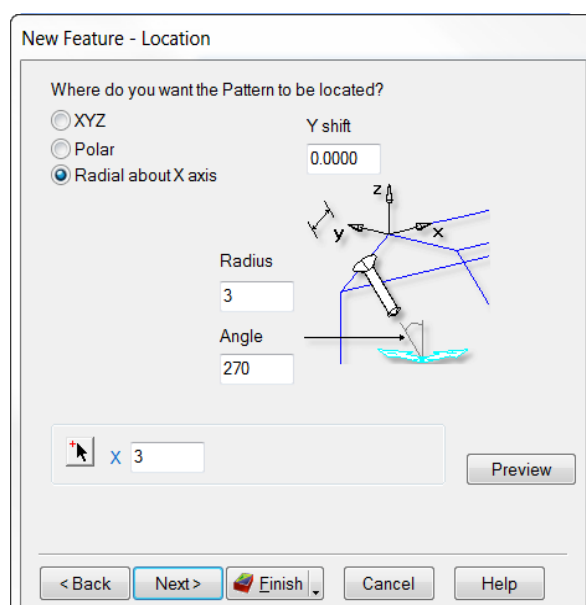 New Feature - Location
Where do you want the Pattern to be located?
XYZ
Polar
Radial about X axis
Y shift
0.0000
z
y
x
Radius
3
Angle
270
X 3
Preview
< Back Next > Finish Cancel Help